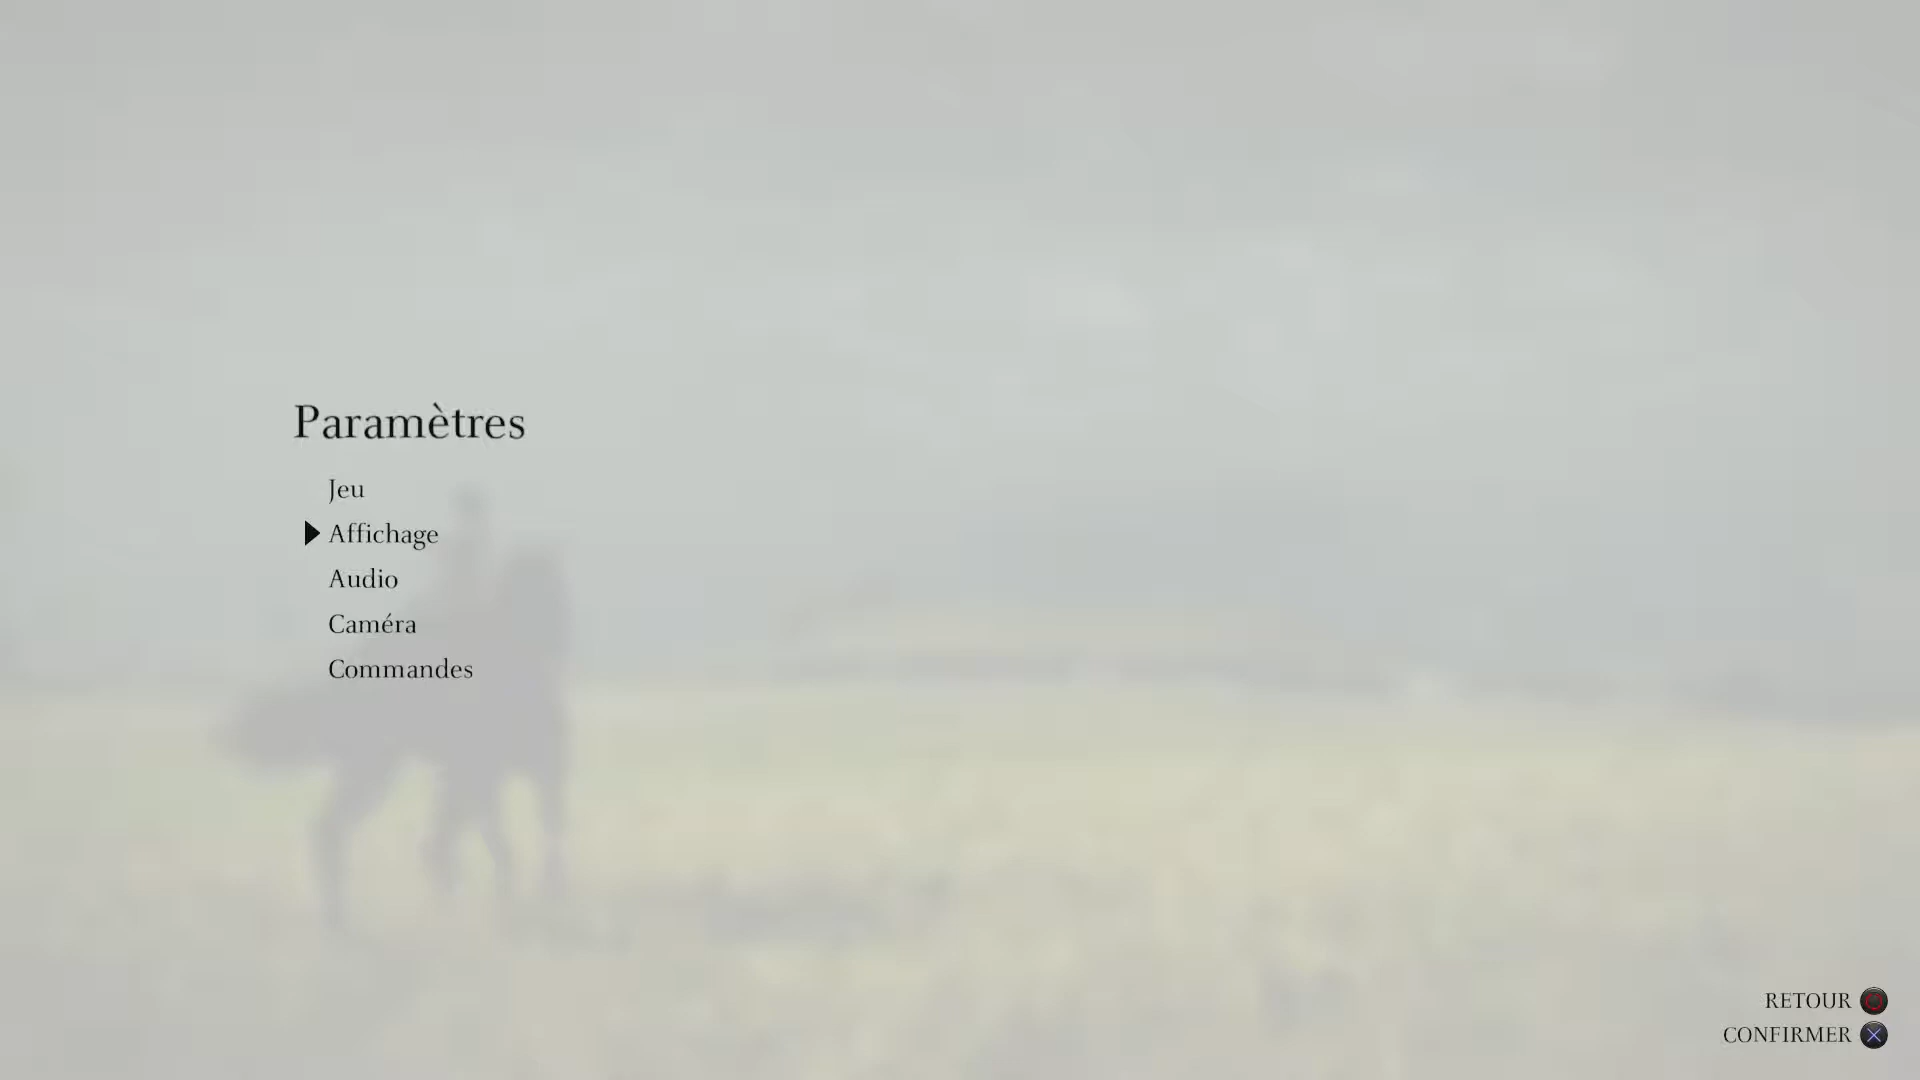 Paramètres
Jeu
Affichage
Audio
Caméra
Commandes
RETOUR
CONFIRMER